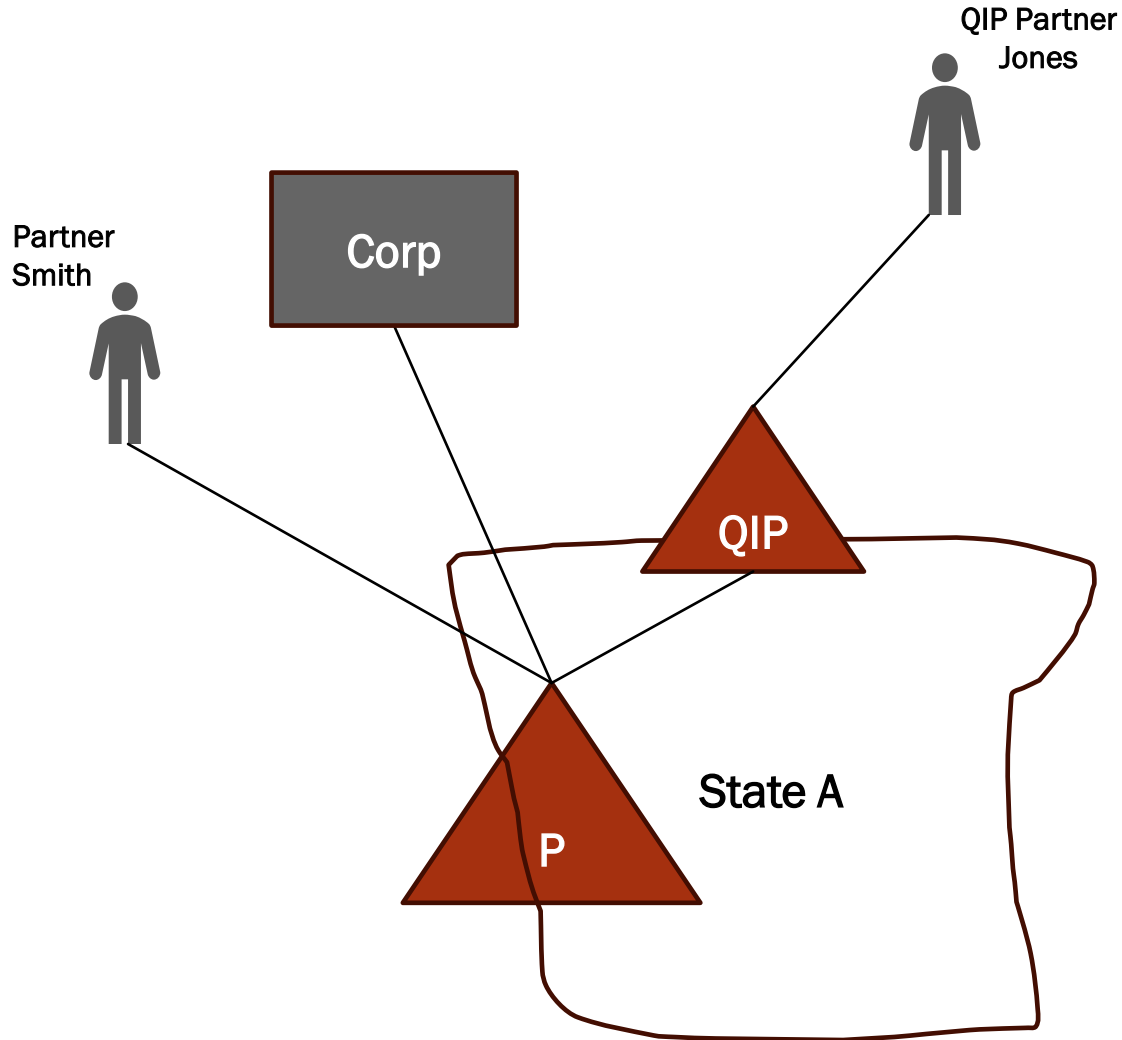 QIP Partner
Jones
Partner
Smith
Corp
QIP
State A
P